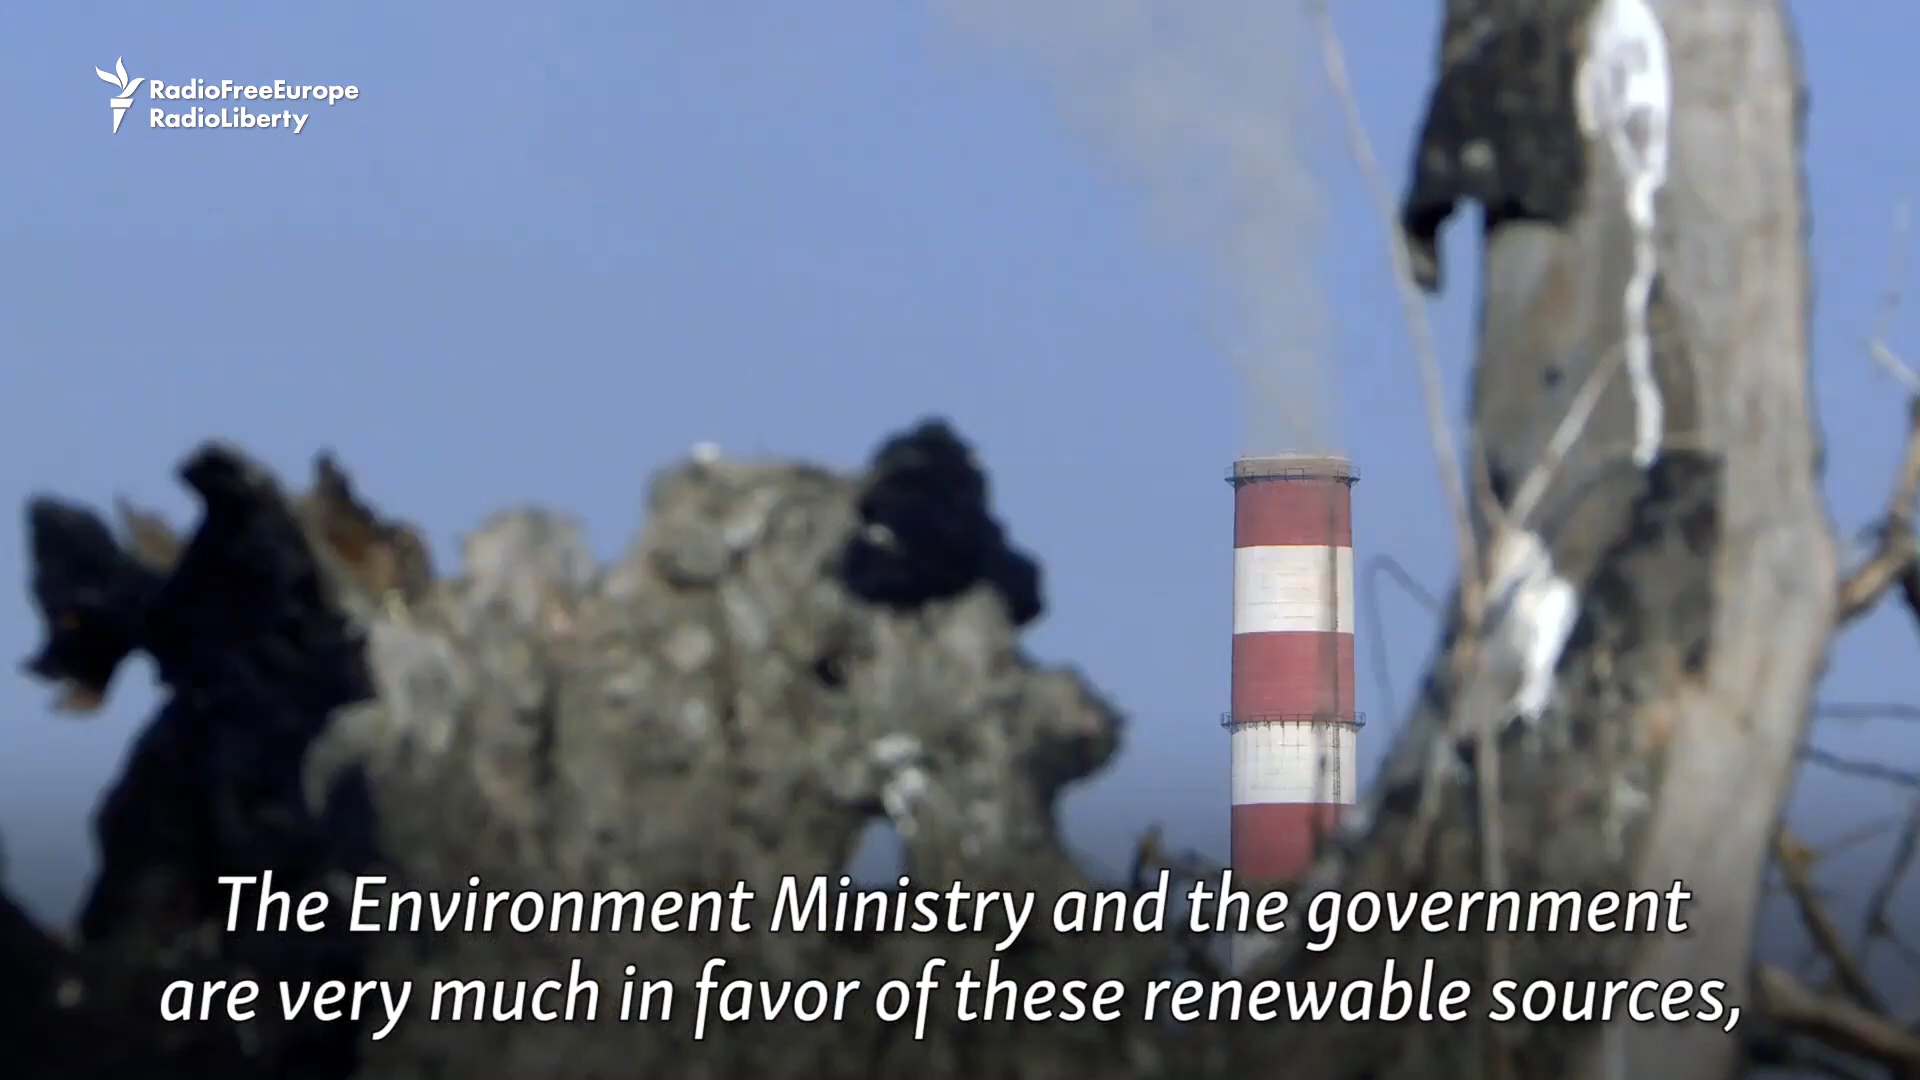 RadioFreeEurope
RadioLiberty
The Environment Ministry and the government
are very much in favor of these renewable sources,